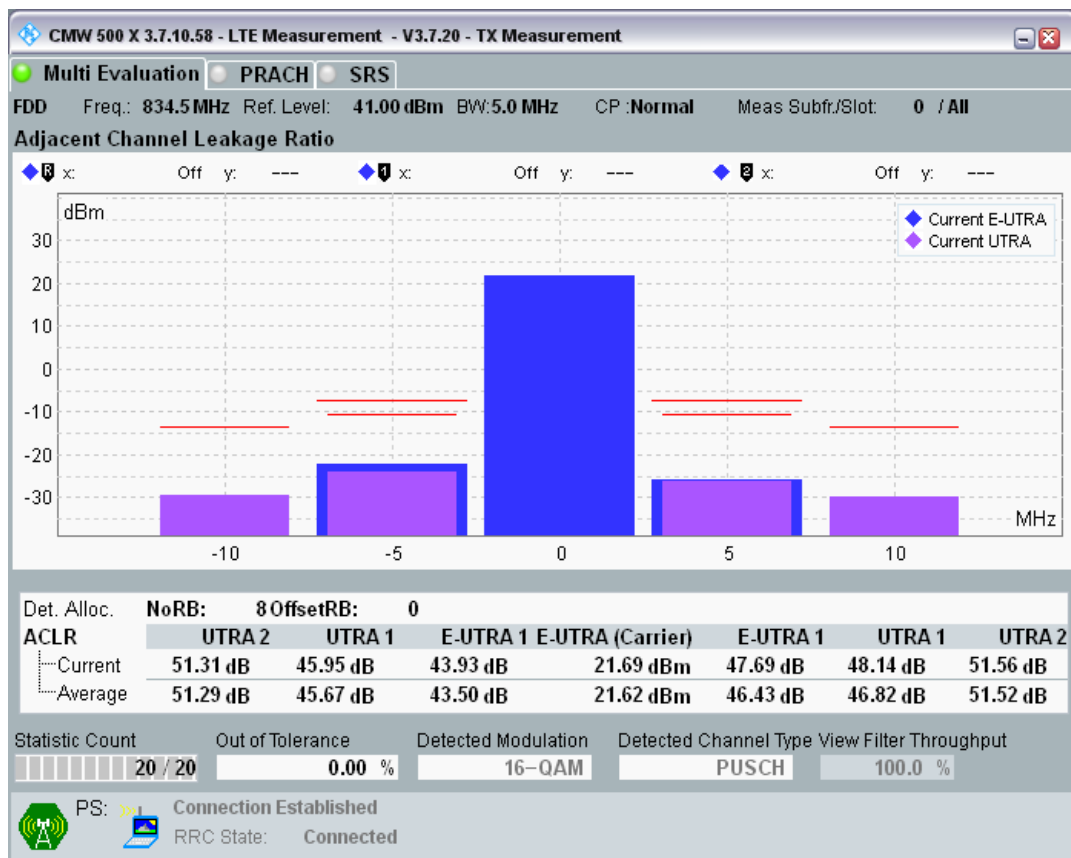 CMW 500 X 3.7.10.58 - LTE Measurement - V3.7.20 - TX Measurement
Multi Evaluation PRACH SRS
FDD Freq.: 834.5 MHz Ref. Level: 41.00 dBm BW:5.0 MHz CP :Normal Meas Subfr./Slot: 0 / All
Adjacent Channel Leakage Ratio
R x: Off y: --- 1 x: Off y: --- 2 x: Off y: ---
dBm
Current E-UTRA
Current UTRA
30
20
10
0
-10
-20
-30
MHz
-10 -5 0 5 10
Det. Alloc. NoRB: 8 OffsetRB: 0
ACLR UTRA 2 UTRA 1 E-UTRA 1 E-UTRA (Carrier) E-UTRA 1 UTRA 1 UTRA 2
Current 51.31 dB 45.95 dB 43.93 dB 21.69 dBm 47.69 dB 48.14 dB 51.56 dB
Average 51.29 dB 45.67 dB 43.50 dB 21.62 dBm 46.43 dB 46.82 dB 51.52 dB
Statistic Count Out of Tolerance Detected Modulation Detected Channel Type View Filter Throughput
20 / 20 0.00 % 16-QAM PUSCH 100.0 %
PS: Connection Established
RRC State: Connected